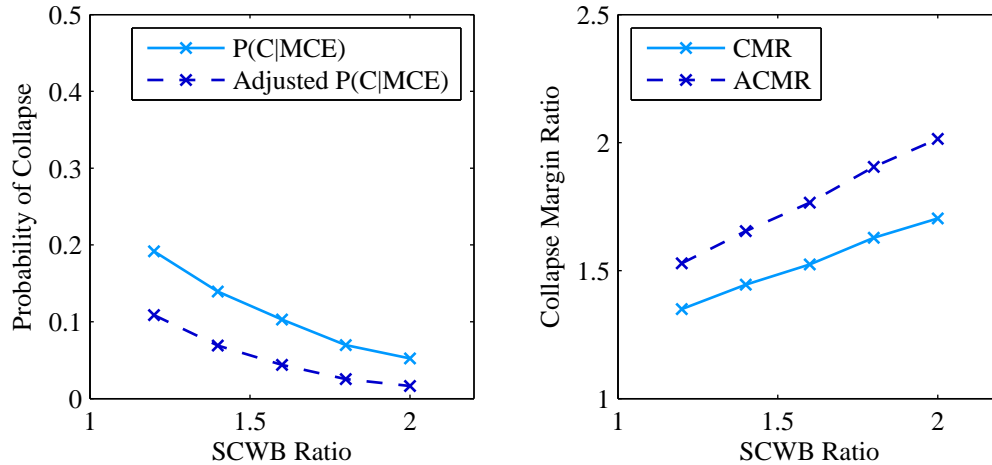 0.5
0.4
0.3
0.2
0.1
0
1
1.5
2
Probability of Collapse
SCWB Ratio
P(C|MCE)
Adjusted P(C|MCE)
2.5
2
1.5
1
1
1.5
2
Collapse Margin Ratio
SCWB Ratio
CMR
ACMR